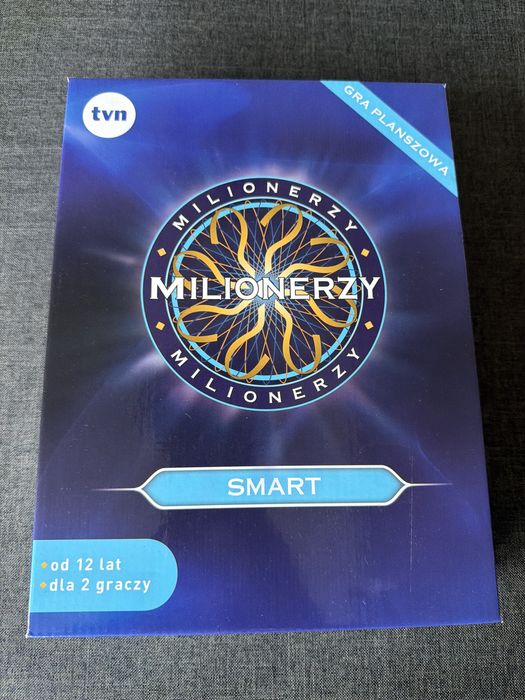 tvn
GRA PLANSZOWA
MILIONERZY
MILIONERZY
MILIONERZY
SMART
od 12 lat
dla 2 graczy